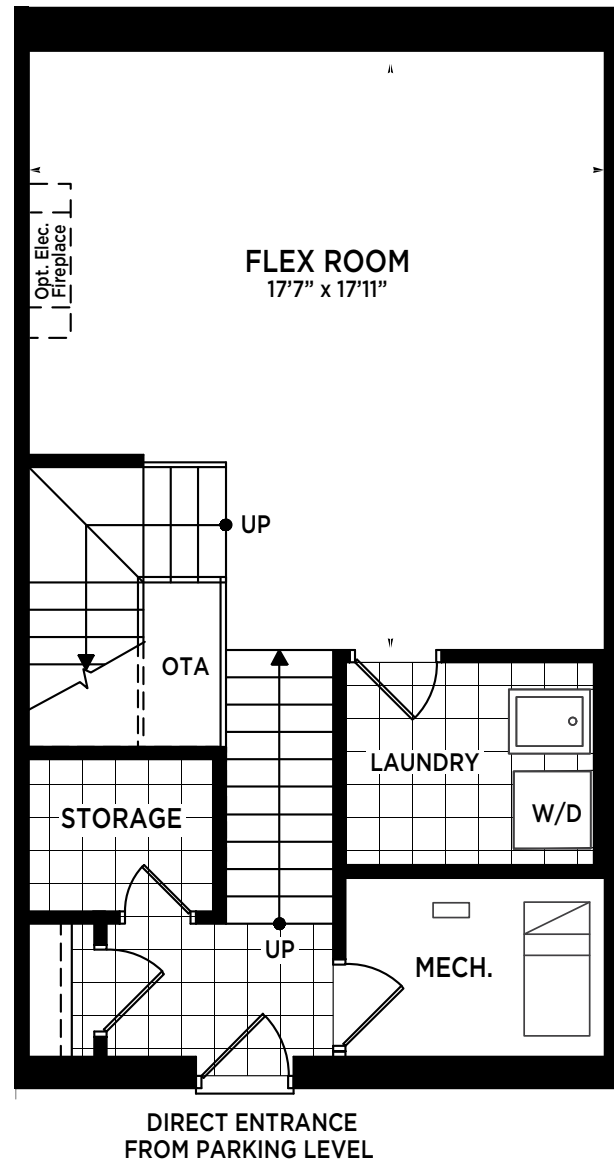 Opt. Elec.
Fireplace
FLEX ROOM
17'7” x 17'11”
UP
OTA
LAUNDRY
STORAGE
W/D
UP
MECH.
DIRECT ENTRANCE
FROM PARKING LEVEL